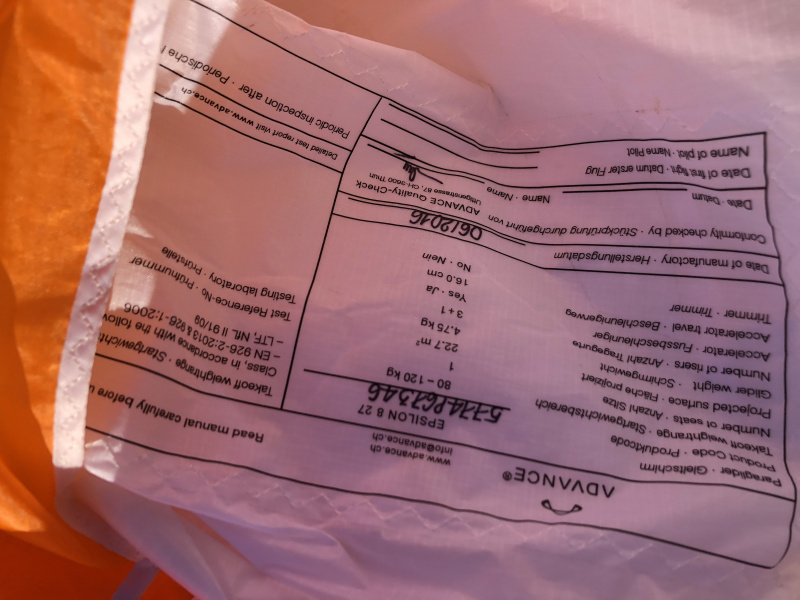 ADVANCE®
www.advance.ch
info@advance.ch
Paraglider · Gleitschirm EPSILON 8 27
Product Code · Produktcode
Takeoff weightrange · Startgewichtsbereich 80 – 120 kg
Number of seats · Anzahl Sitze 1
Projected surface · Fläche projiziert 22.7 m²
Glider weight · Schirmgewicht 4.75 kg
Number of risers · Anzahl Tragegurte 3+1
Accelerator · Fussbeschleuniger Yes · Ja
Accelerator travel · Beschleunigerweg 16.0 cm
Trimmer · Trimmer No · Nein
Date of manufacture · Herstellungsdatum 06/2016
Conformity checked by · Stückprüfung durchgeführt von ADVANCE Quality-Check
Uttigenstrasse 87, CH-3600 Thun
Date · Datum Name · Name
Date of first flight · Datum erster Flug
Name of pilot · Name Pilot
Read manual carefully before
Takeoff weightrange · Startgewicht
Class, in accordance with the follow
– EN 926-2:2013 & 926-1:2006
– LTF, NfL II 91/09
Test Reference-No · Prüfnummer
Testing laboratory · Prüfstelle
Detailed test report visit www.advance.ch
Periodic inspection after · Periodische